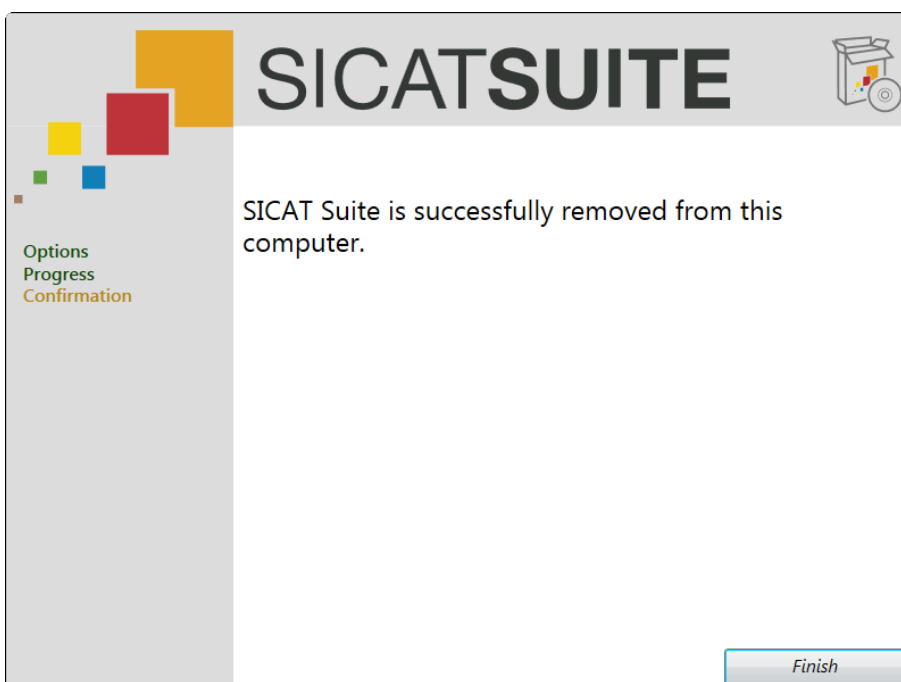 SICATSUITE
SICAT Suite is successfully removed from this
computer.
Options
Progress
Confirmation
Finish